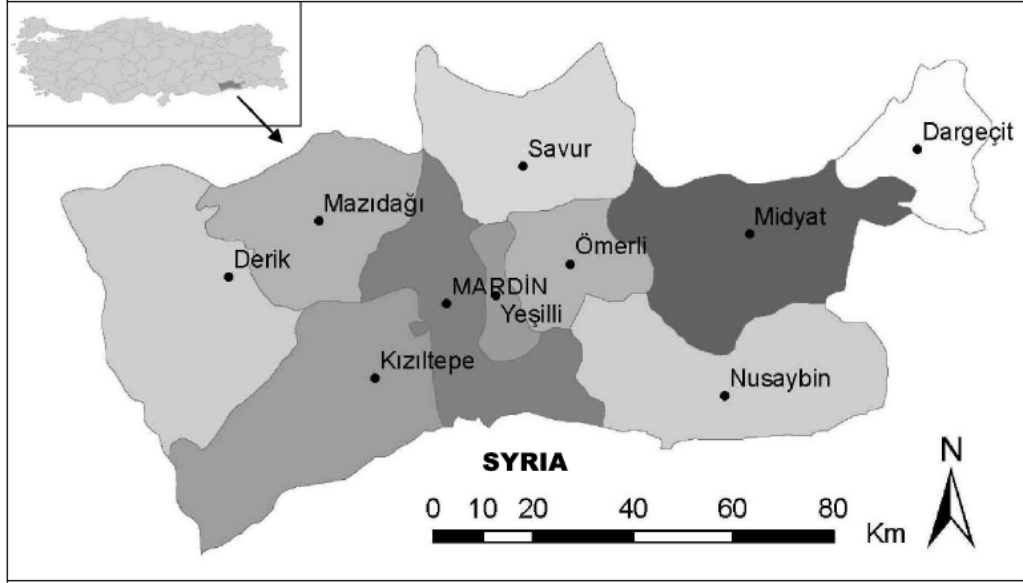 Dargeçit
Savur
Mazıdağı
Midyat
Derik
Ömerli
MARDİN
Yeşilli
Kızıltepe
Nusaybin
SYRIA
N
0 10 20 40 60 80
Km